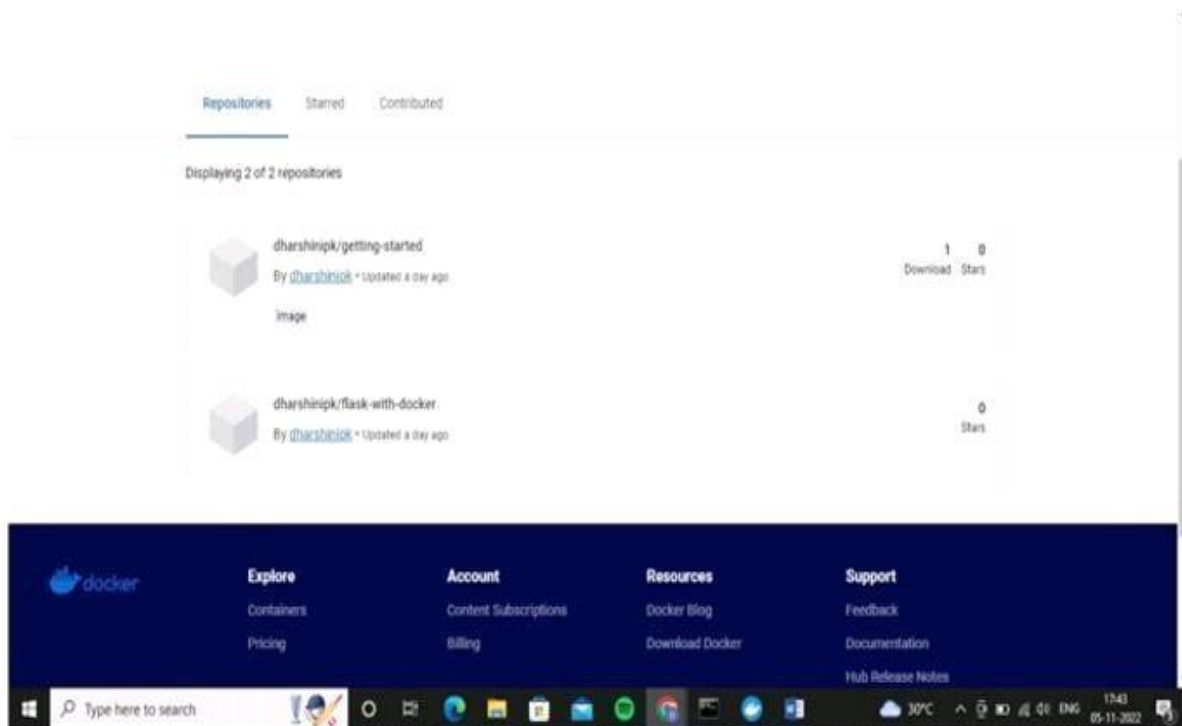 Repositories Starred Contributed
Displaying 2 of 2 repositories
dharshinipk/getting-started
1 0
By dharshinipk • Updated a day ago
Download Stars
Image
dharshinipk/flask-with-docker
0
By dharshinipk • Updated a day ago
Stars
docker
Explore Account Resources Support
Containers Content Subscriptions Docker Blog Feedback
Pricing Billing Download Docker Documentation
Hub Release Notes
Type here to search
30°C ENG
17:43
05-11-2022